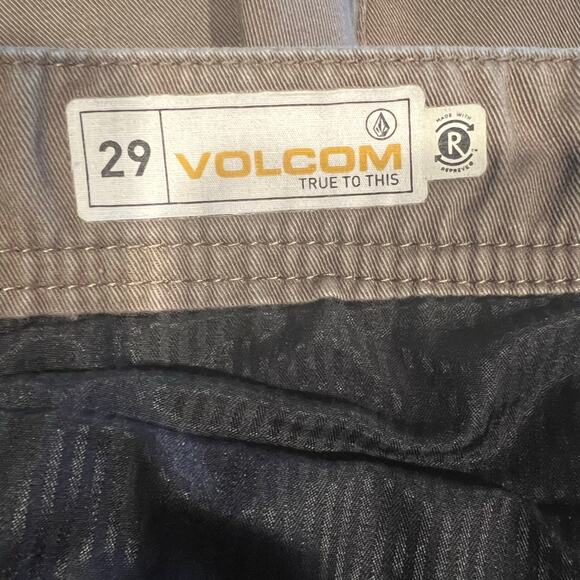 29
VOLCOM
TRUE TO THIS
MADE WITH
R
REPREVE